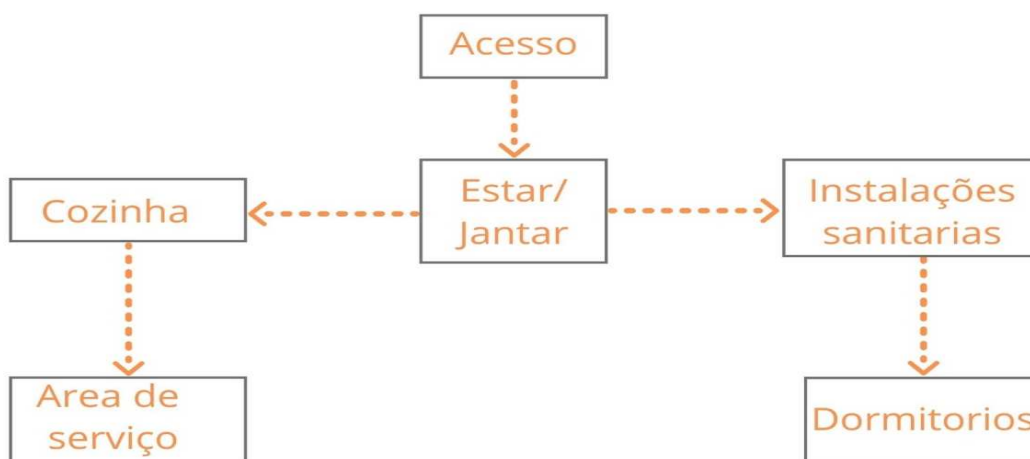 Acesso
Estar/
Jantar
Cozinha
Instalações
sanitarias
Area de
serviço
Dormitorios